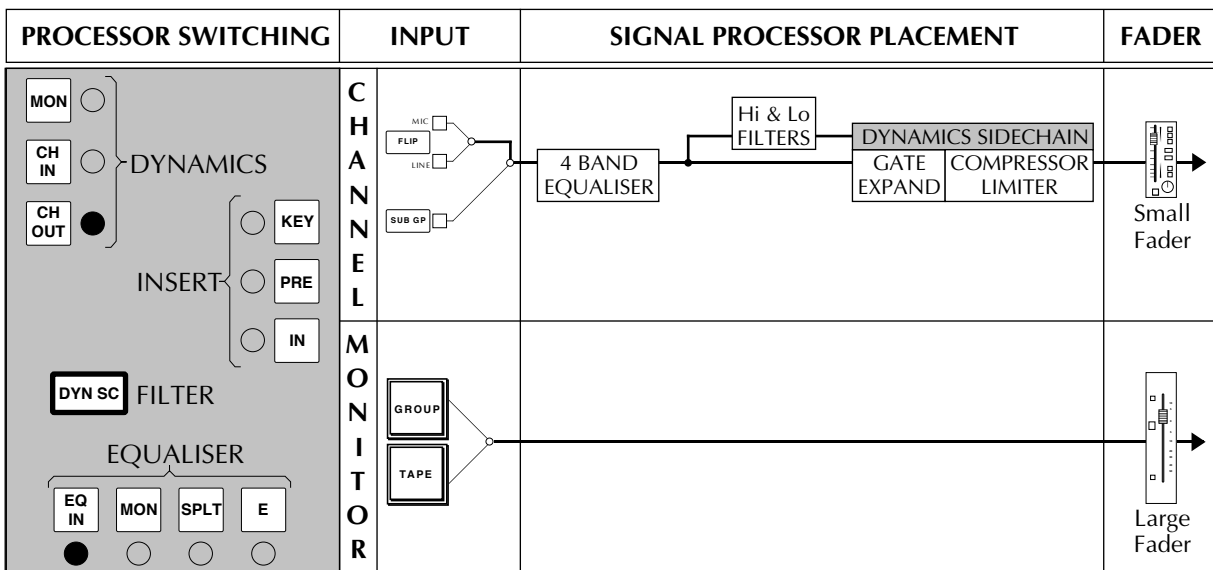 PROCESSOR SWITCHING
INPUT
SIGNAL PROCESSOR PLACEMENT
FADER
MON
CH
IN
CH
OUT
DYNAMICS
KEY
PRE
IN
INSERT
DYN SC
FILTER
EQUALISER
EQ
IN
MON
SPLT
E
CHANNEL
MIC
FLIP
LINE
SUB GP
4 BAND
EQUALISER
Hi & Lo
FILTERS
DYNAMICS SIDECHAIN
GATE
EXPAND
COMPRESSOR
LIMITER
Small
Fader
MONITOR
GROUP
TAPE
Large
Fader